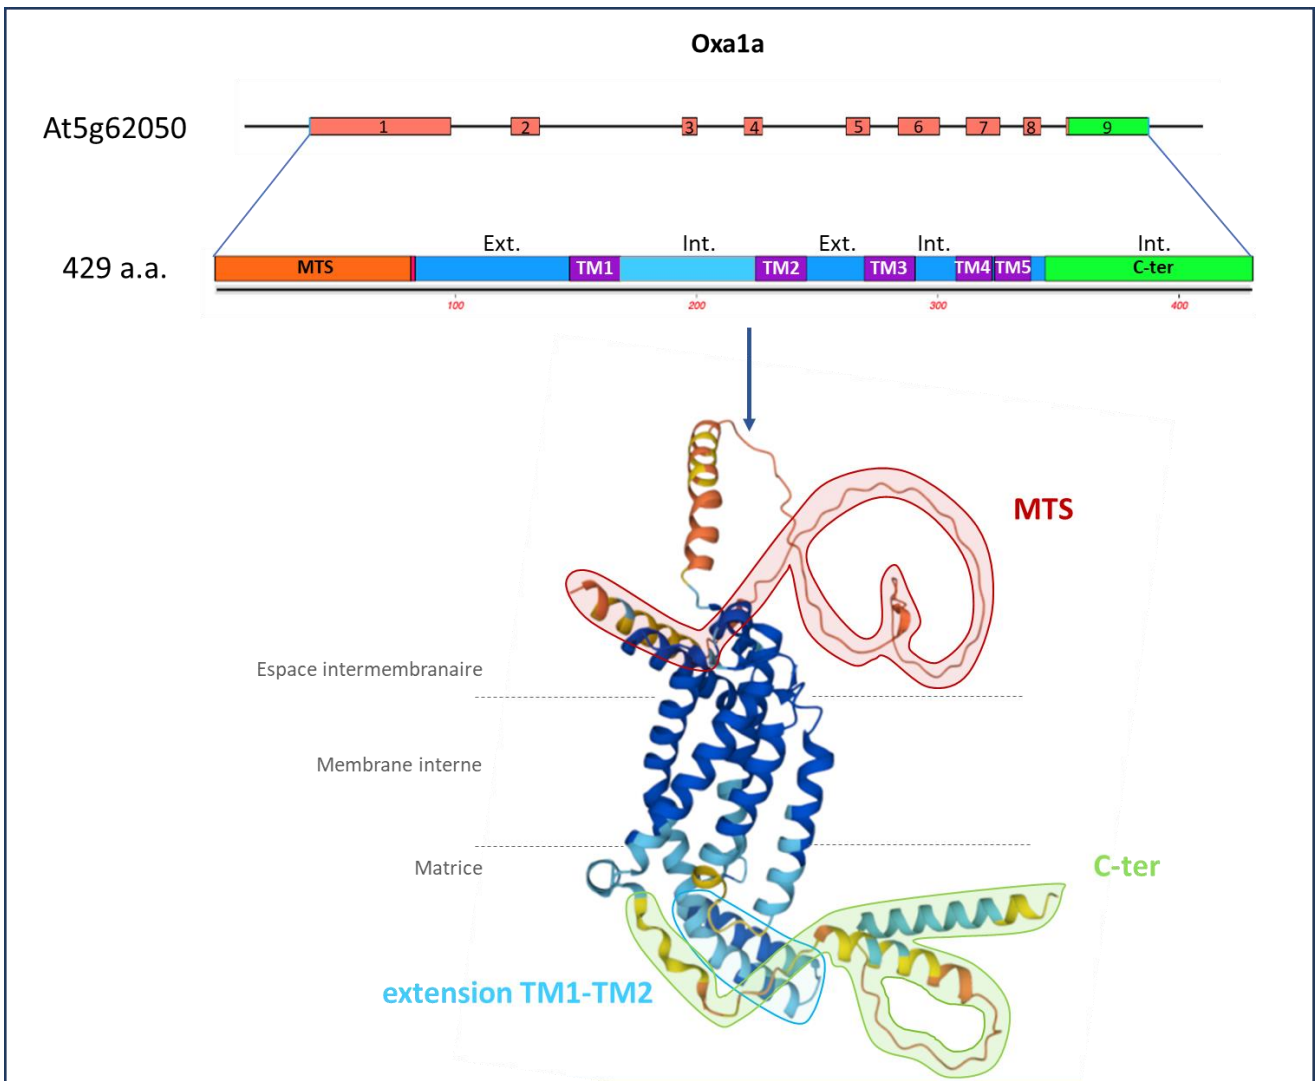 Oxa1a
At5g62050
1 2 3 4 5 6 7 8 9
Ext. Int. Ext. Int. Int.
429 a.a.
MTS TM1 TM2 TM3 TM4 TM5 C-ter
100 200 300 400
MTS
Espace intermembranaire
Membrane interne
Matrice
C-ter
extension TM1-TM2